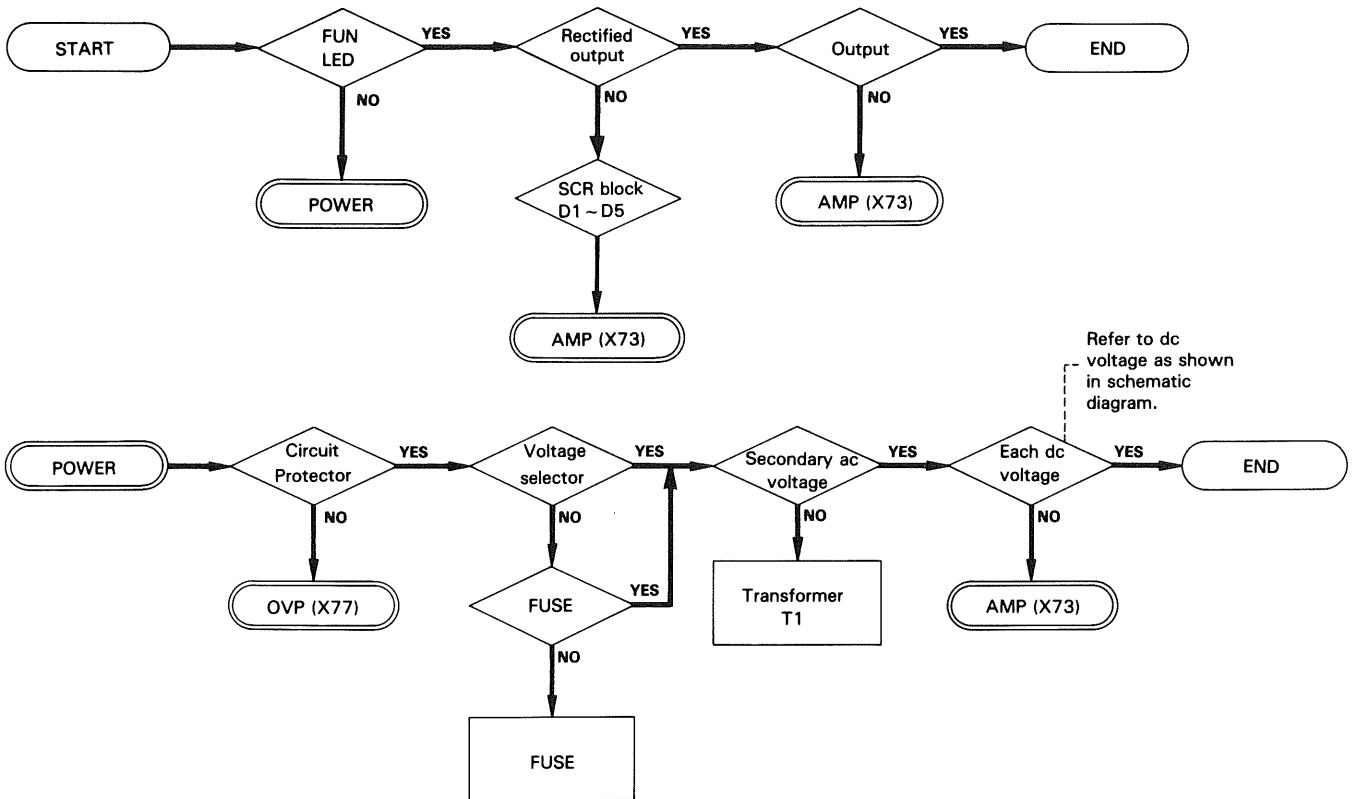 START
FUN
LED
YES
NO
Rectified
output
YES
NO
Output
YES
NO
END
POWER
SCR block
D1 ~ D5
AMP (X73)
AMP (X73)
Refer to dc
voltage as shown
in schematic
diagram.
POWER
Circuit
Protector
YES
NO
Voltage
selector
YES
NO
Secondary ac
voltage
YES
NO
Each dc
voltage
YES
NO
END
OVP (X77)
FUSE
YES
NO
Transformer
T1
AMP (X73)
FUSE